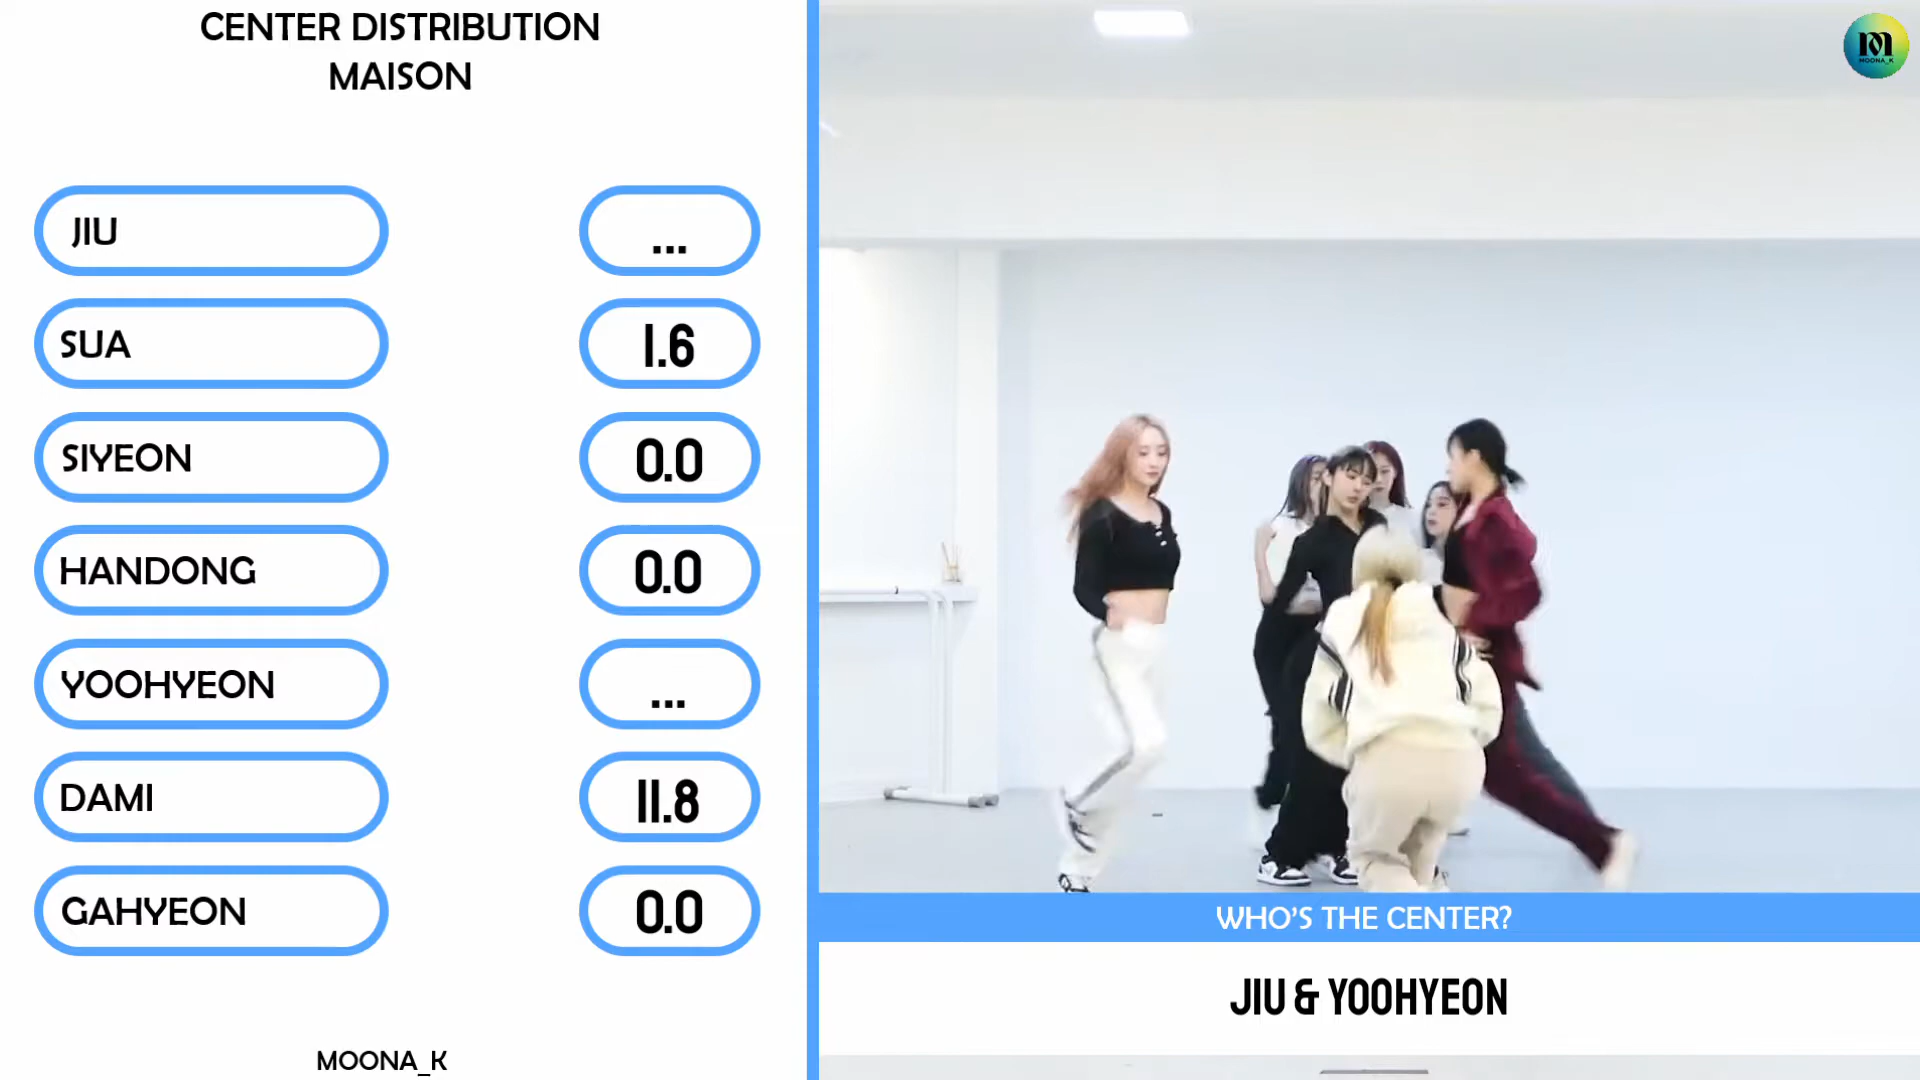 CENTER DISTRIBUTION
MAISON
JIU ...
SUA 1.6
SIYEON 0.0
HANDONG 0.0
YOOHYEON ...
DAMI 11.8
GAHYEON 0.0
MOONA_K
MOONA_K
WHO'S THE CENTER?
JIU & YOOHYEON